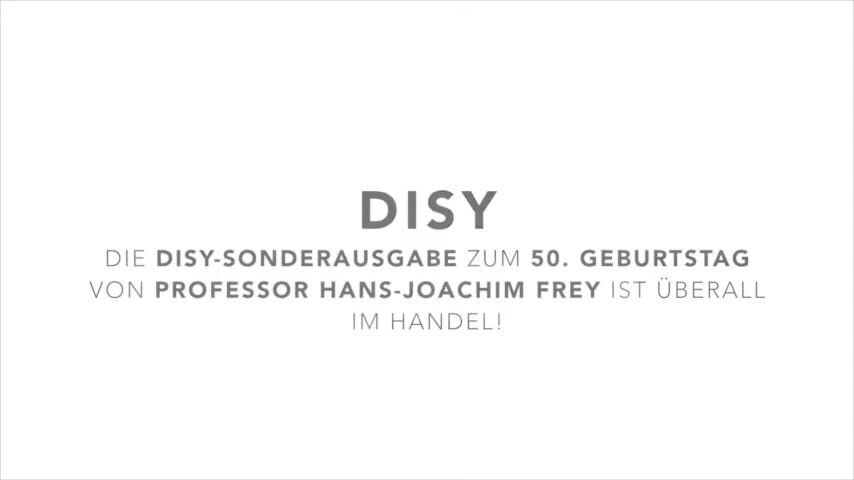 DISY
DIE DISY-SONDERAUSGABE ZUM 50. GEBURTSTAG
VON PROFESSOR HANS-JOACHIM FREY IST ÜBERALL
IM HANDEL!